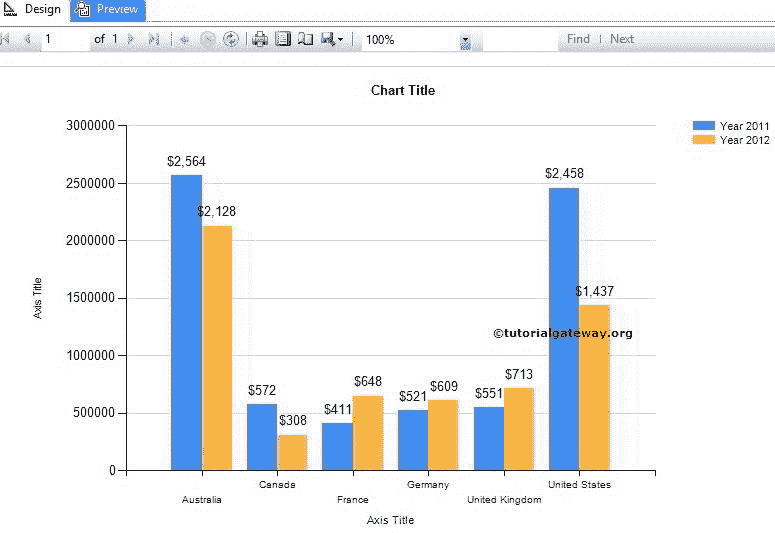 Design Preview
1 of 1 100% Find | Next
Chart Title
Year 2011
Year 2012
3000000
2500000
2000000
1500000
1000000
500000
0
Axis Title
$2,564
$2,128
$572
$308
$411
$648
$521
$609
$551
$713
$2,458
$1,437
©tutorialgateway.org
Australia
Canada
France
Germany
United Kingdom
United States
Axis Title